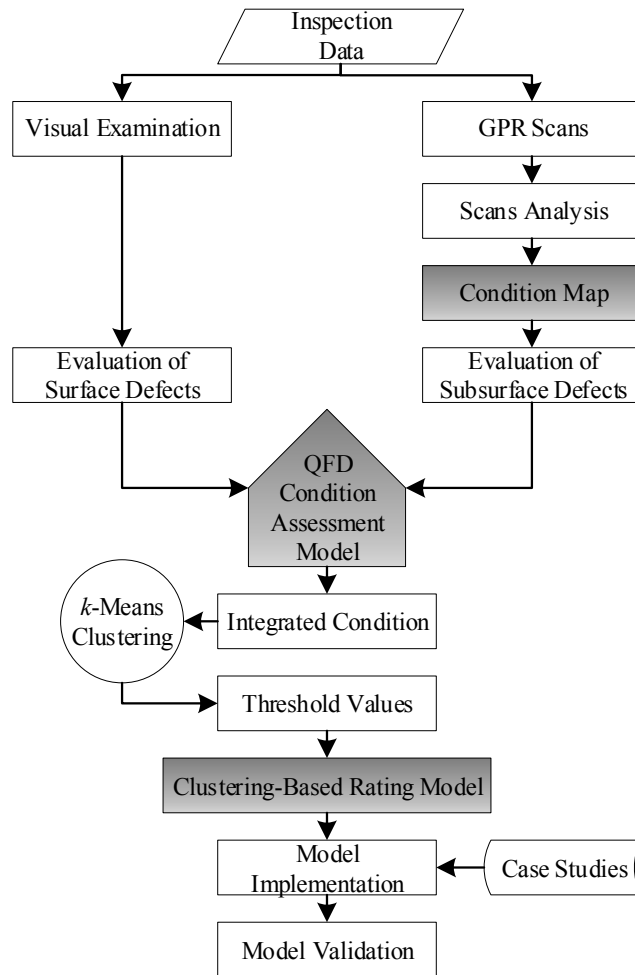 Inspection
Data
Visual Examination
GPR Scans
Scans Analysis
Condition Map
Evaluation of
Surface Defects
Evaluation of
Subsurface Defects
QFD
Condition
Assessment
Model
k-Means
Clustering
Integrated Condition
Threshold Values
Clustering-Based Rating Model
Model
Implementation
Case Studies
Model Validation